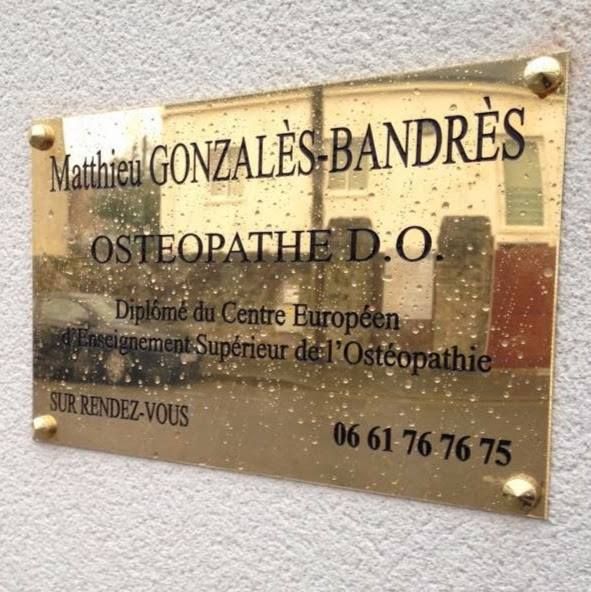 Matthieu GONZALÈS-BANDRÈS
OSTEOPATHE D.O.
Diplômé du Centre Européen
d'Enseignement Supérieur de l'Ostéopathie
SUR RENDEZ-VOUS
06 61 76 76 75